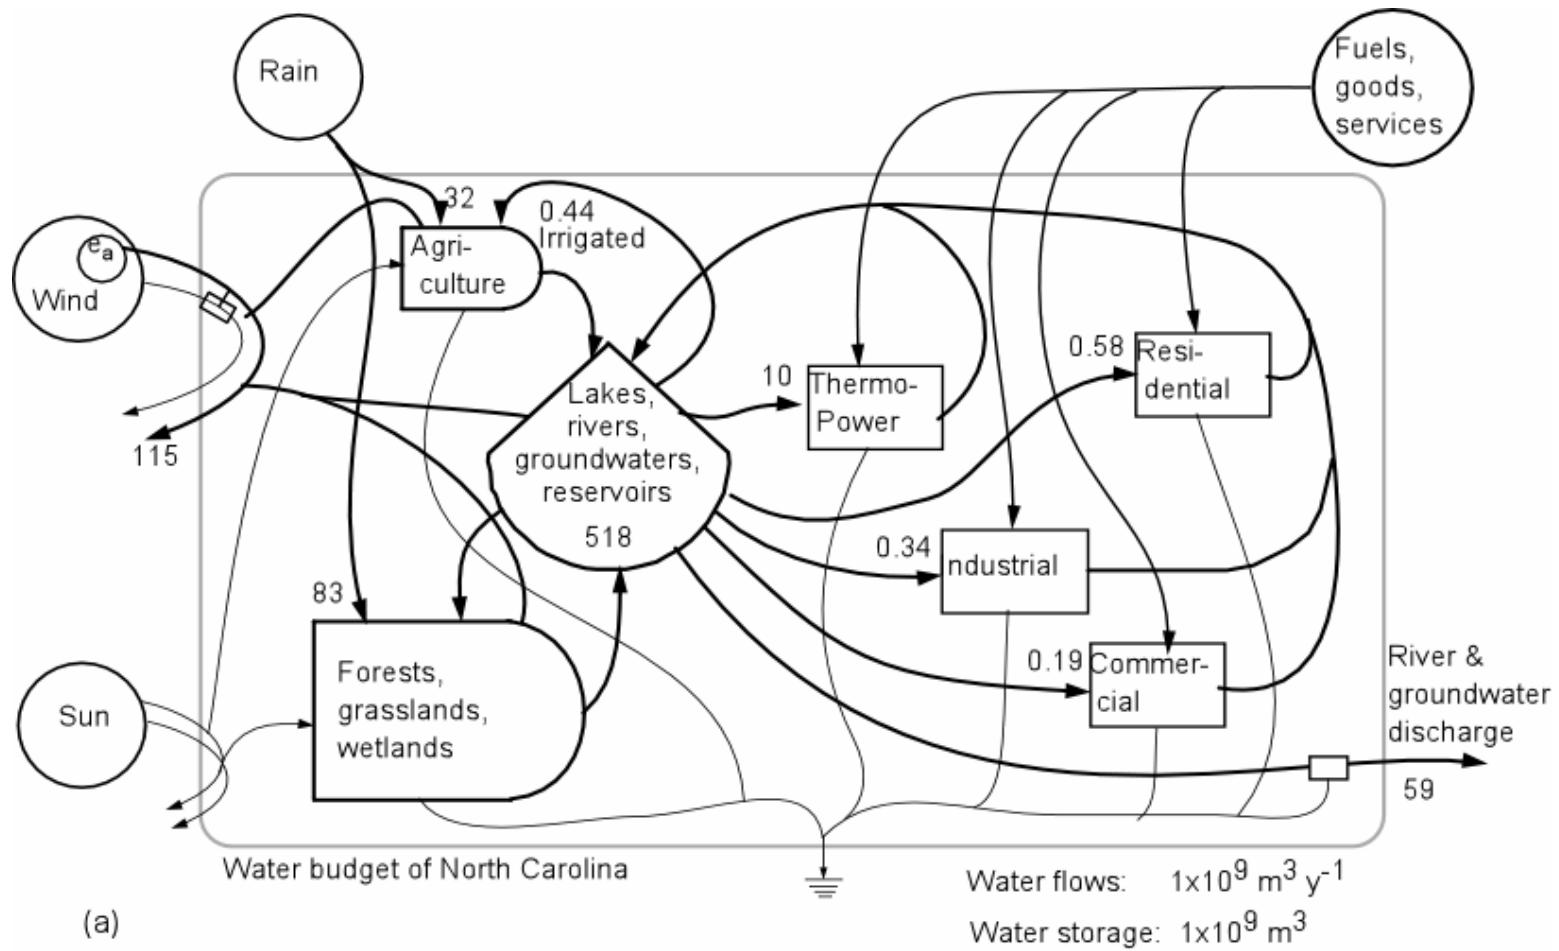 Rain
Fuels,
goods,
services
32
0.44
Irrigated
Agri-
culture
ea
Wind
115
Lakes,
rivers,
groundwaters,
reservoirs
518
10
Thermo-
Power
0.58
Resi-
dential
0.34
ndustrial
0.19
Commer-
cial
83
Forests,
grasslands,
wetlands
Sun
River &
groundwater
discharge
59
Water budget of North Carolina
Water flows: 1x10⁹ m³ y⁻¹
(a)
Water storage: 1x10⁹ m³